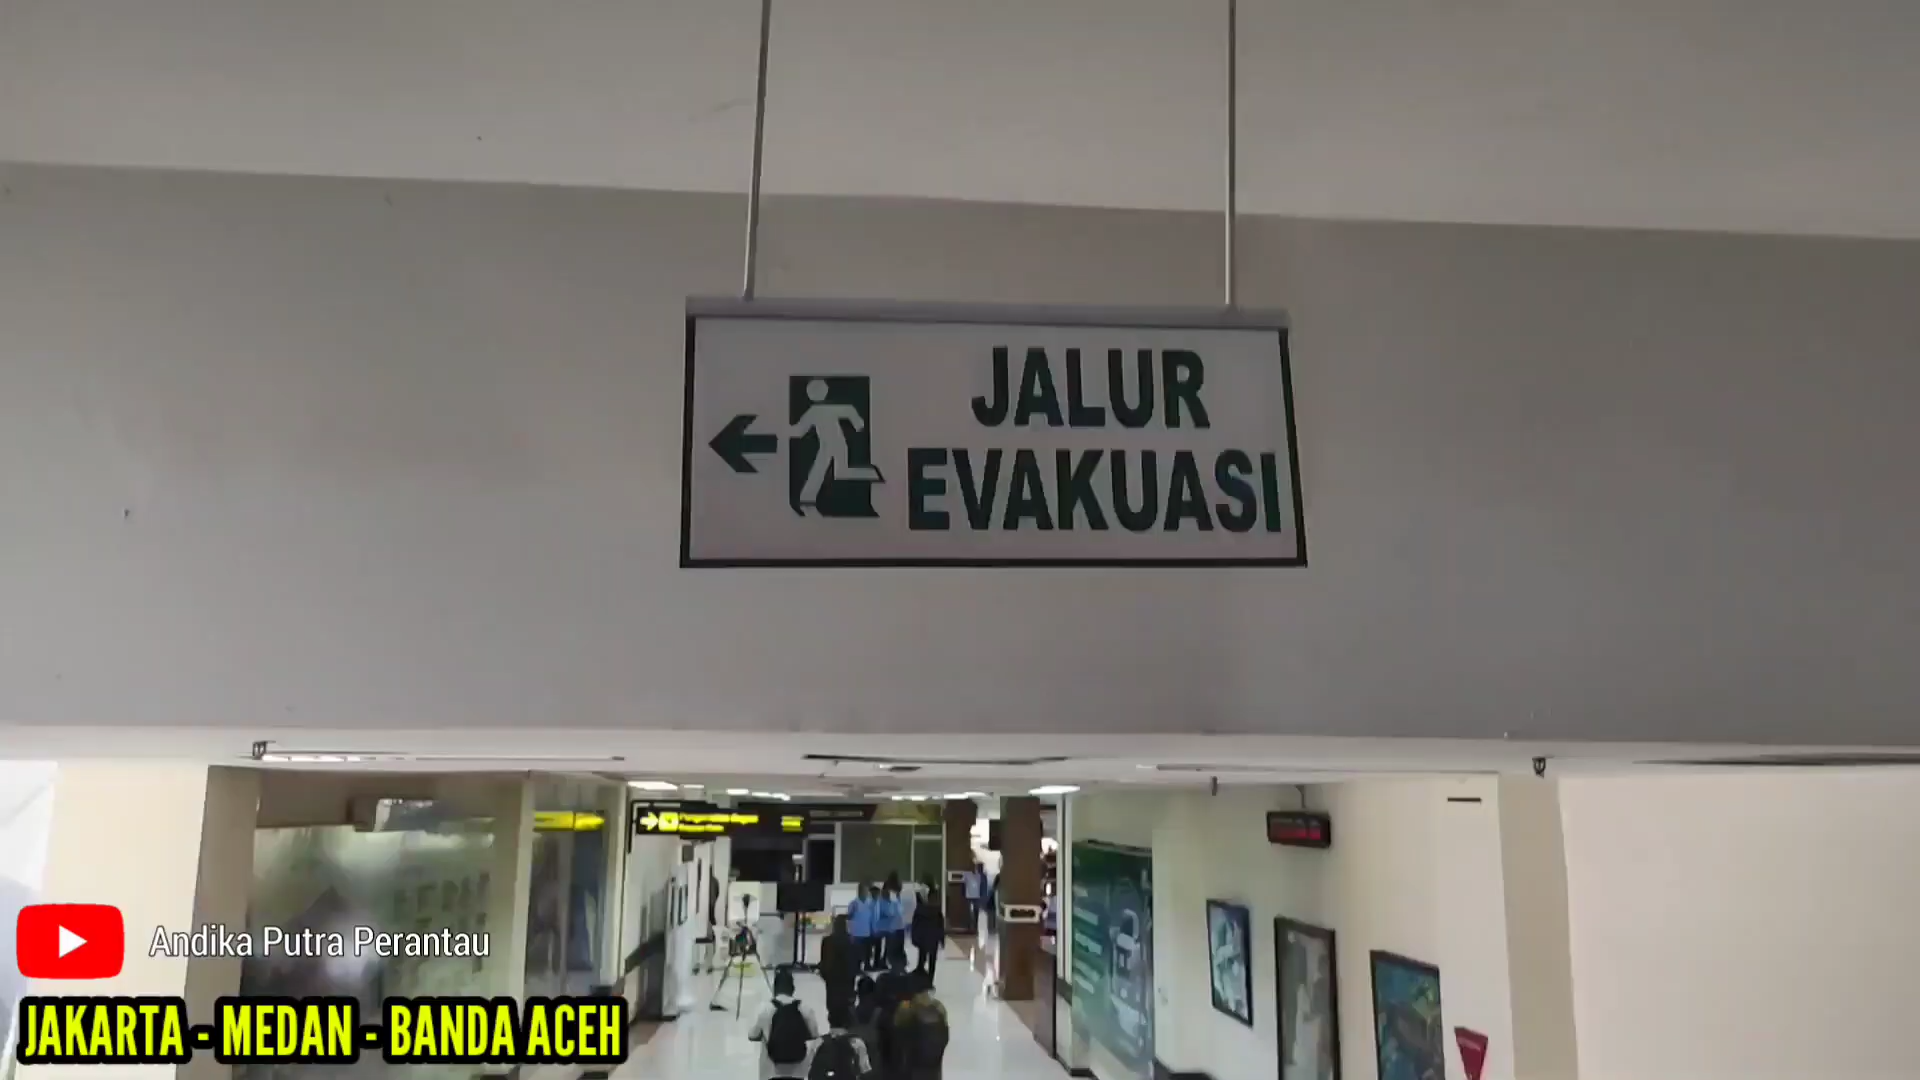 JALUR
EVAKUASI
Andika Putra Perantau
JAKARTA - MEDAN - BANDA ACEH